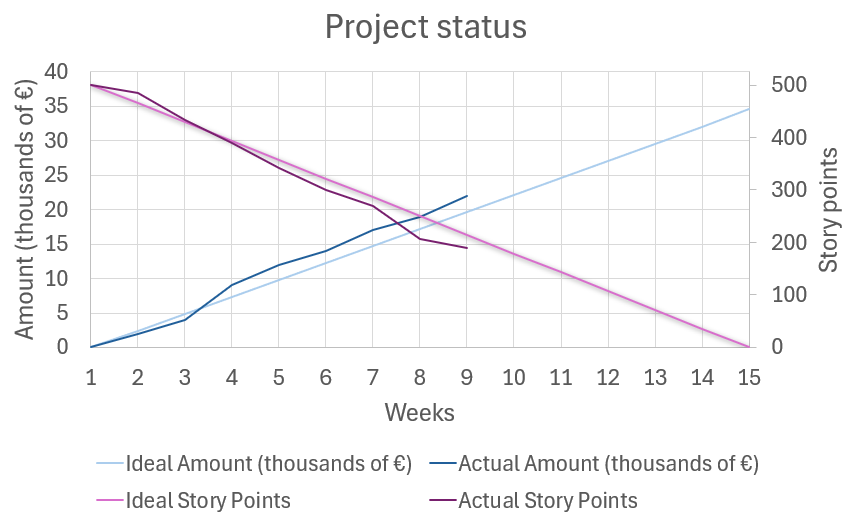 Project status
Amount (thousands of €)
40
35
30
25
20
15
10
5
0
500
400
300
200
100
0
Story points
1 2 3 4 5 6 7 8 9 10 11 12 13 14 15
Weeks
Ideal Amount (thousands of €) Actual Amount (thousands of €)
Ideal Story Points Actual Story Points